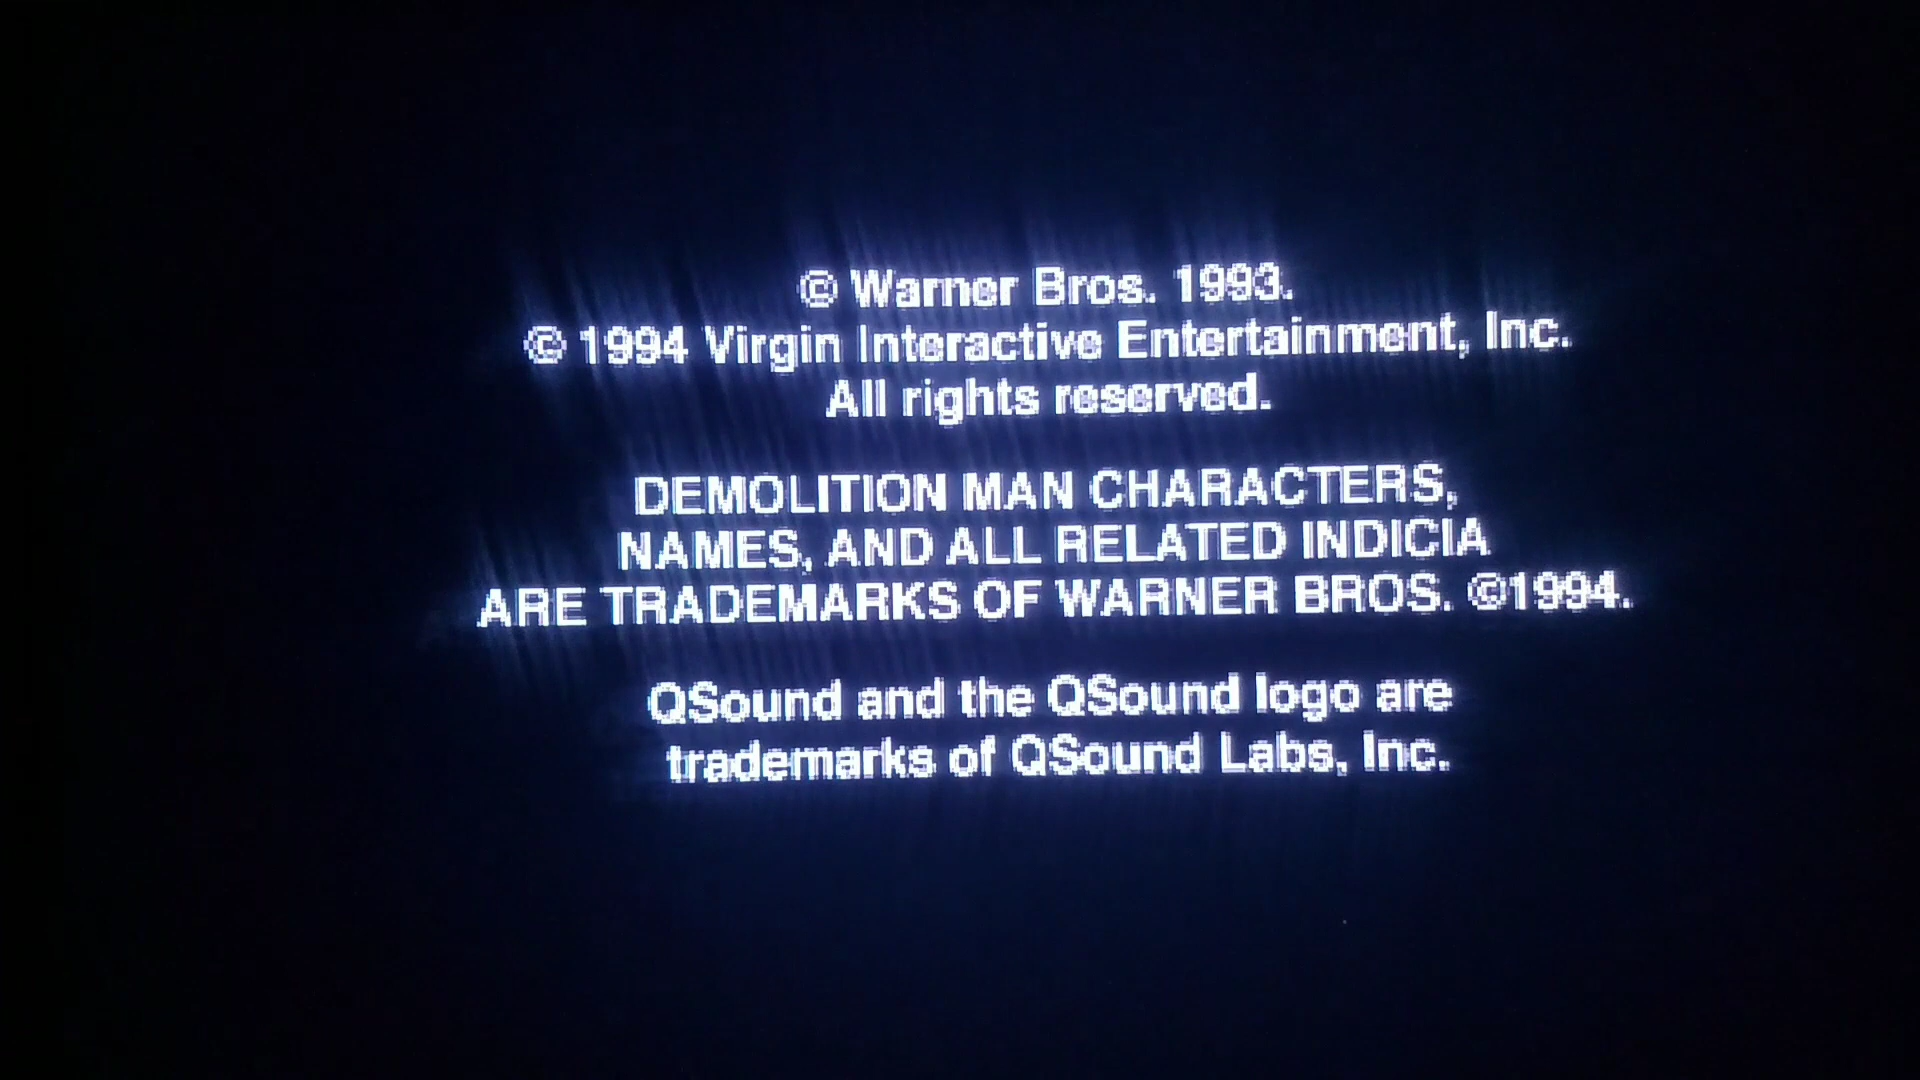 © Warner Bros. 1993.
© 1994 Virgin Interactive Entertainment, Inc.
All rights reserved.
DEMOLITION MAN CHARACTERS,
NAMES, AND ALL RELATED INDICIA
ARE TRADEMARKS OF WARNER BROS. ©1994.
QSound and the QSound logo are
trademarks of QSound Labs, Inc.